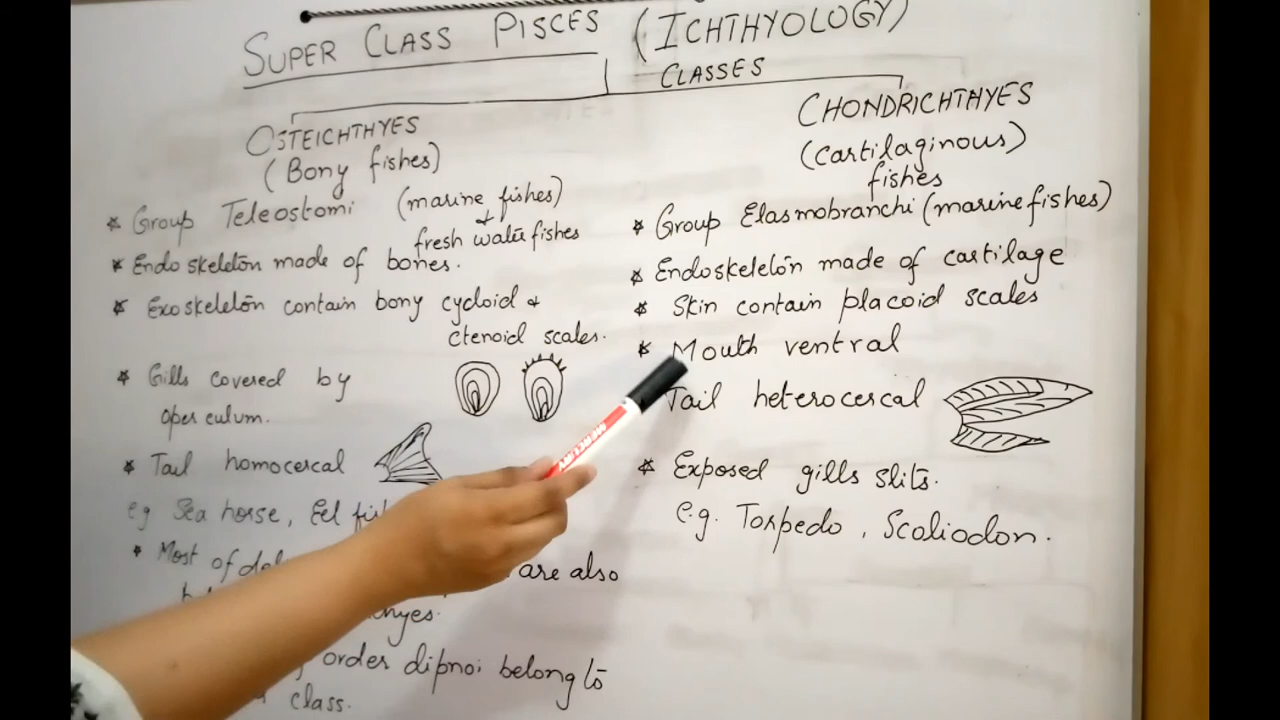 SUPER CLASS PISCES (ICHTHYOLOGY)
CLASSES
OSTEICHTHYES
(Bony fishes)
* Group Teleostomi (marine fishes)
+
fresh water fishes
* Endoskeleton made of bones.
* Exoskeleton contain bony cycloid +
ctenoid scales.
* Gills covered by
operculum.
* Tail homocercal
eg Sea horse, Eel
* Most of
are also
order dipnoi belong to
class.
CHONDRICHTHYES
(cartilaginous)
fishes
* Group Elasmobranchi (marine fishes)
* Endoskeleton made of cartilage
* Skin contain placoid scales
* Mouth ventral
Tail heterocercal
* Exposed gills slits.
e.g. Torpedo, Scoliodon.
MERCURY